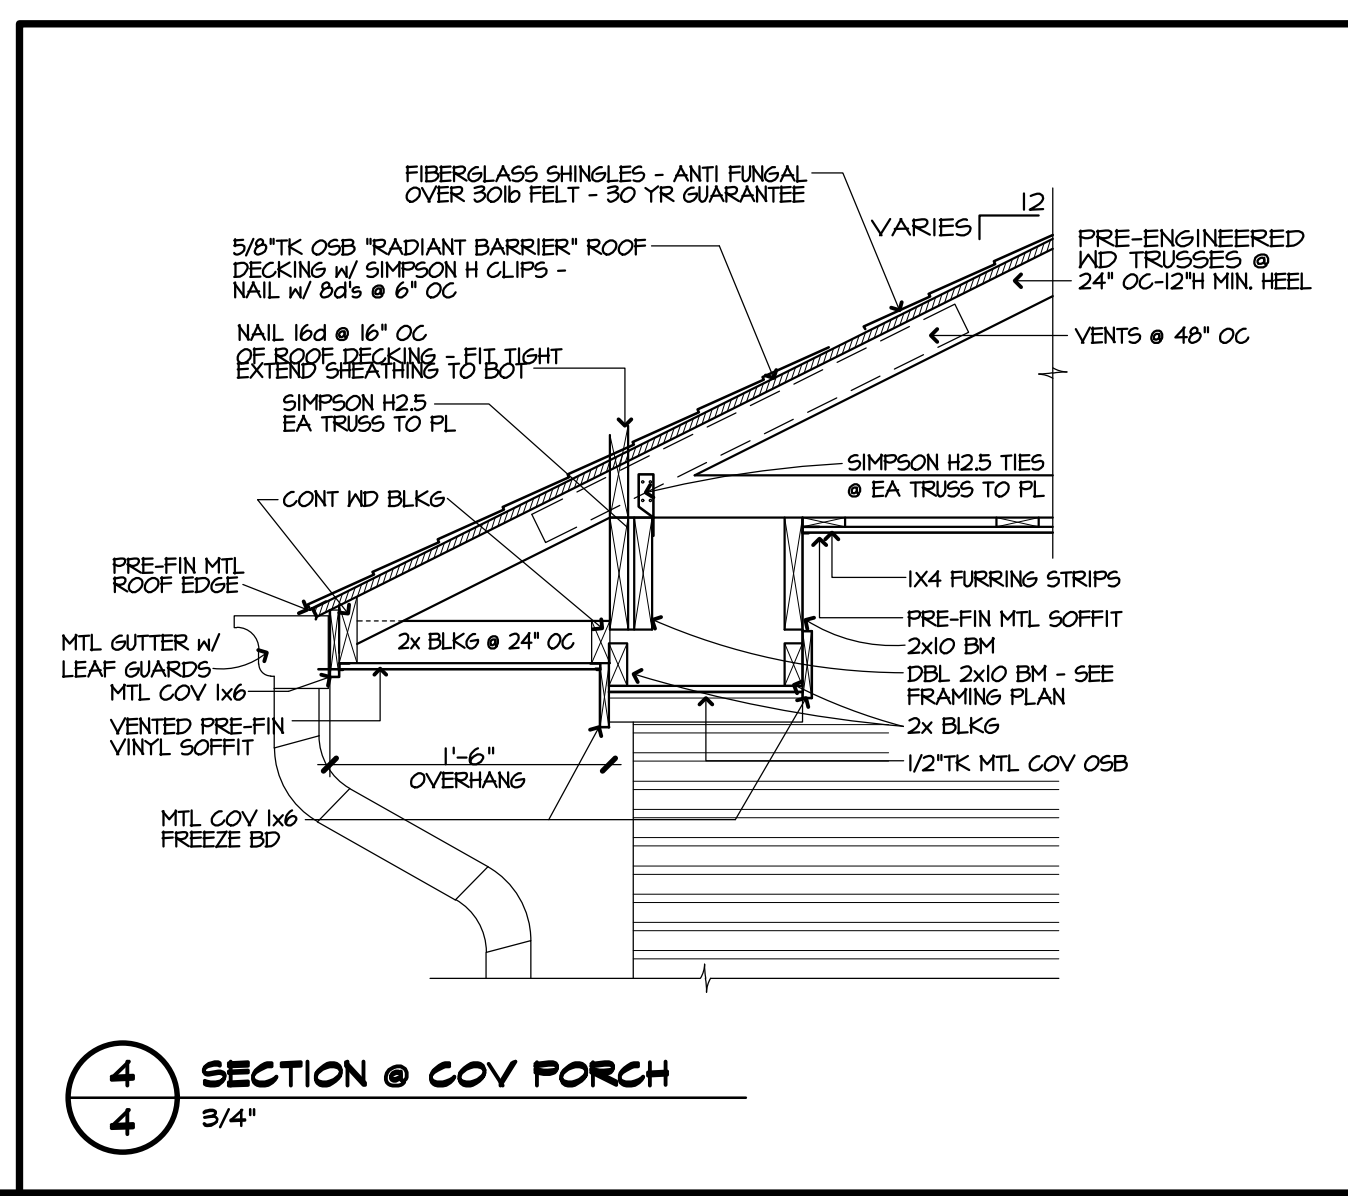 FIBERGLASS SHINGLES - ANTI FUNGAL
OVER 30lb FELT - 30 YR GUARANTEE
12
VARIES
5/8"TK OSB "RADIANT BARRIER" ROOF
DECKING W/ SIMPSON H CLIPS -
NAIL W/ 8d's @ 6" OC
PRE-ENGINEERED
WD TRUSSES @
24" OC-12"H MIN. HEEL
VENTS @ 48" OC
NAIL 16d @ 16" OC
OF ROOF DECKING - FIT TIGHT
EXTEND SHEATHING TO BOT
SIMPSON H2.5
EA TRUSS TO PL
SIMPSON H2.5 TIES
@ EA TRUSS TO PL
CONT WD BLKG
PRE-FIN MTL
ROOF EDGE
1X4 FURRING STRIPS
PRE-FIN MTL SOFFIT
MTL GUTTER W/
LEAF GUARDS
2x BLKG @ 24" OC
2x10 BM
DBL 2x10 BM - SEE
FRAMING PLAN
MTL COV 1x6
VENTED PRE-FIN
VINYL SOFFIT
2x BLKG
1'-6"
OVERHANG
1/2"TK MTL COV OSB
MTL COV 1x6
FREEZE BD
4
4
SECTION @ COV PORCH
3/4"